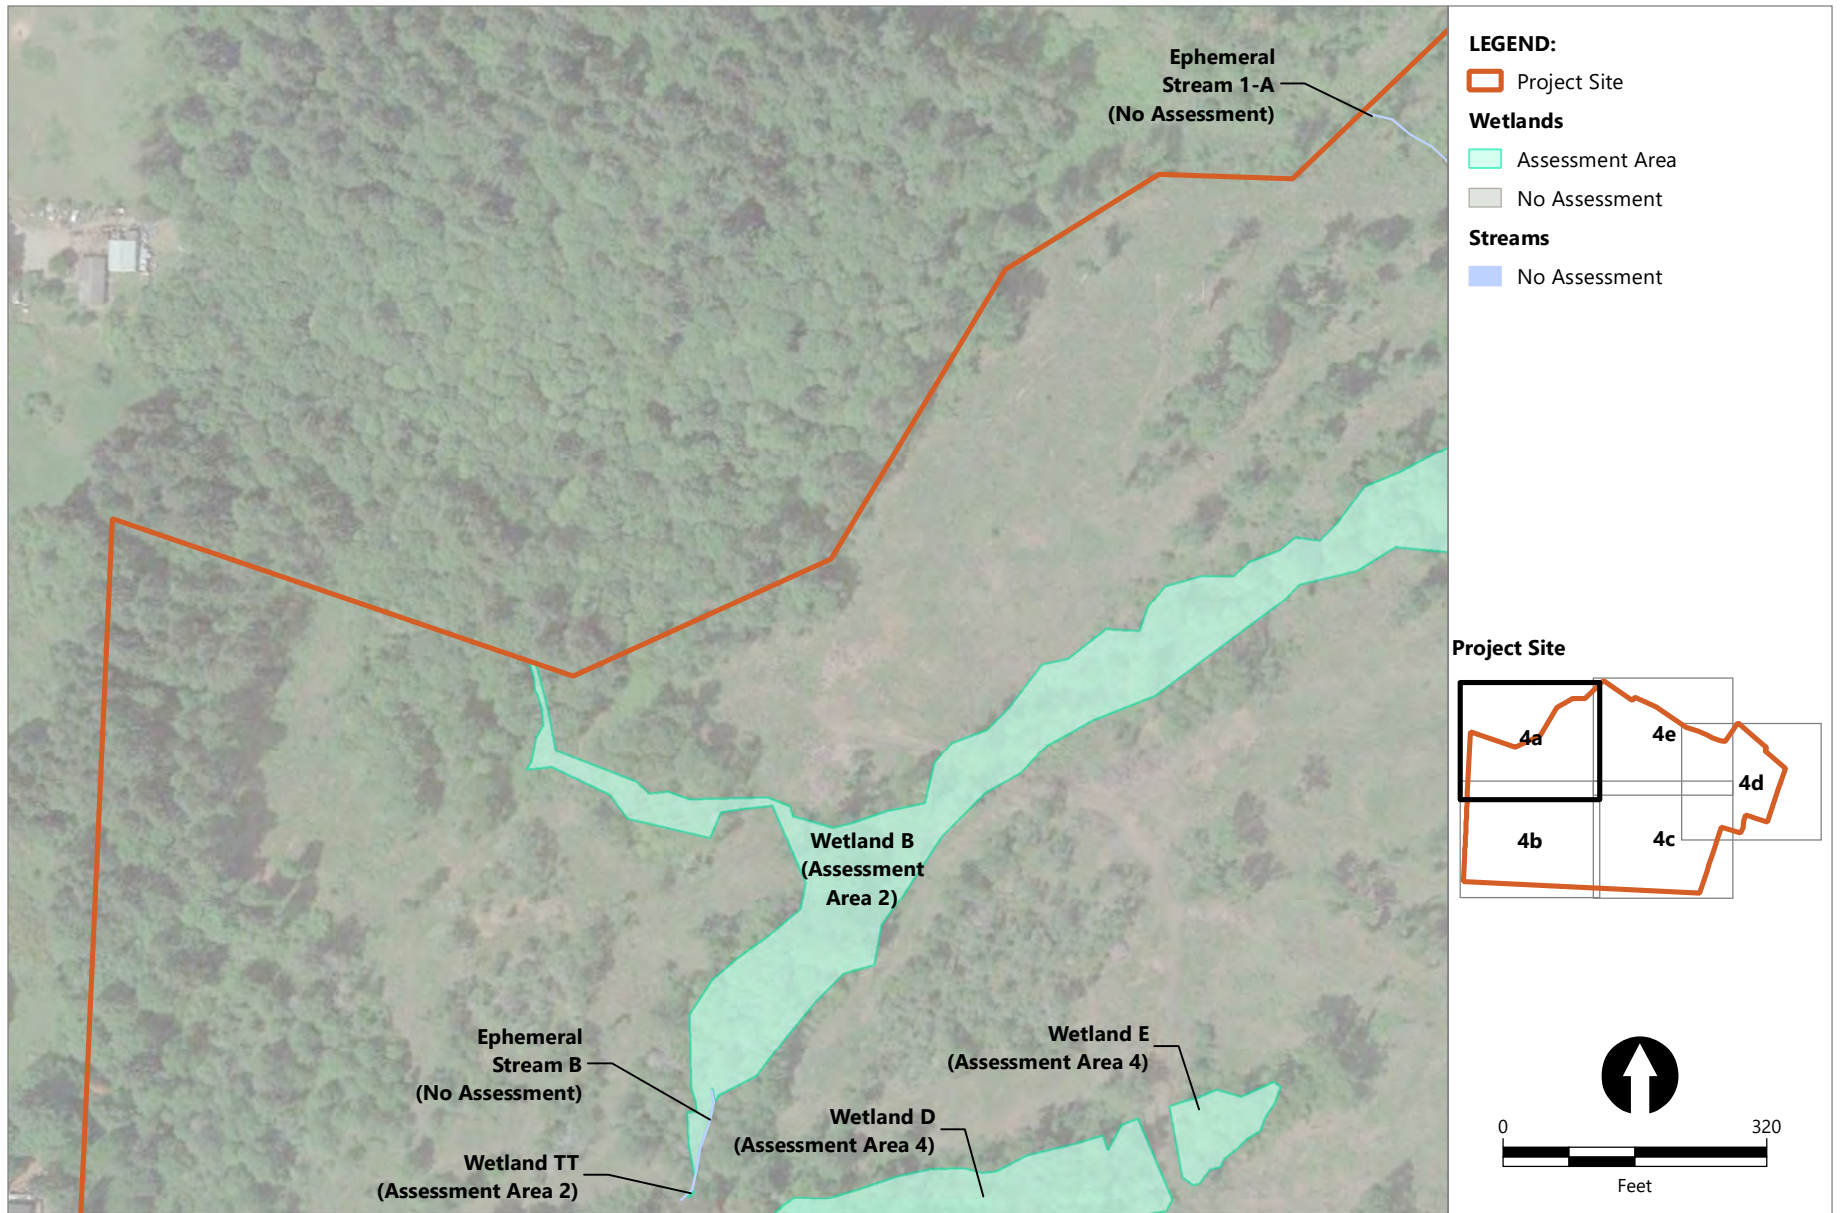 Ephemeral
Stream 1-A
(No Assessment)
Wetland B
(Assessment
Area 2)
Ephemeral
Stream B
(No Assessment)
Wetland E
(Assessment Area 4)
Wetland D
(Assessment Area 4)
Wetland TT
(Assessment Area 2)
LEGEND:
Project Site
Wetlands
Assessment Area
No Assessment
Streams
No Assessment
Project Site
4a
4e
4d
4b
4c
0 320
Feet